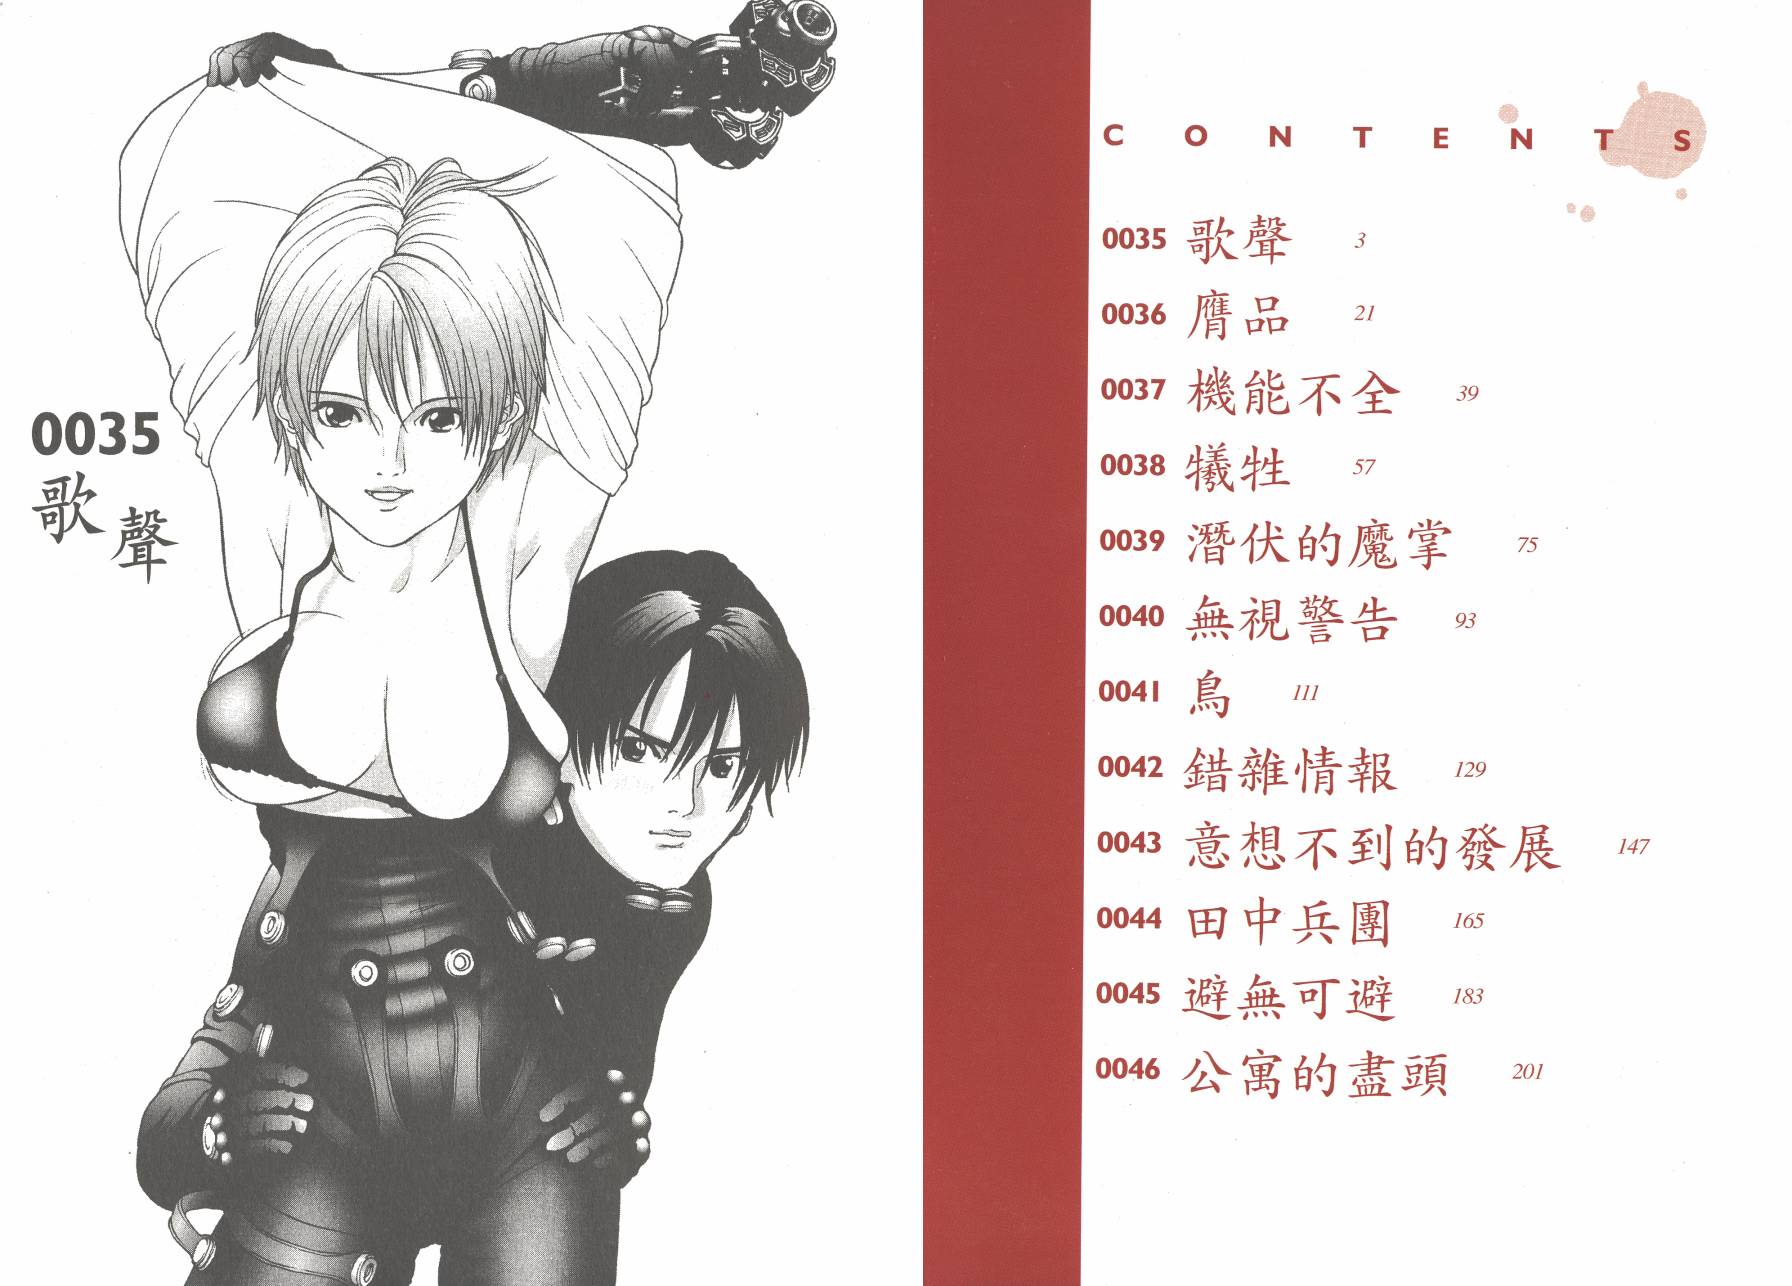 0035
歌聲
CONTENTS
0035 歌聲 3
0036 贗品 21
0037 機能不全 39
0038 犧牲 57
0039 潛伏的魔掌 75
0040 無視警告 93
0041 鳥 111
0042 錯雜情報 129
0043 意想不到的發展 147
0044 田中兵團 165
0045 避無可避 183
0046 公寓的盡頭 201